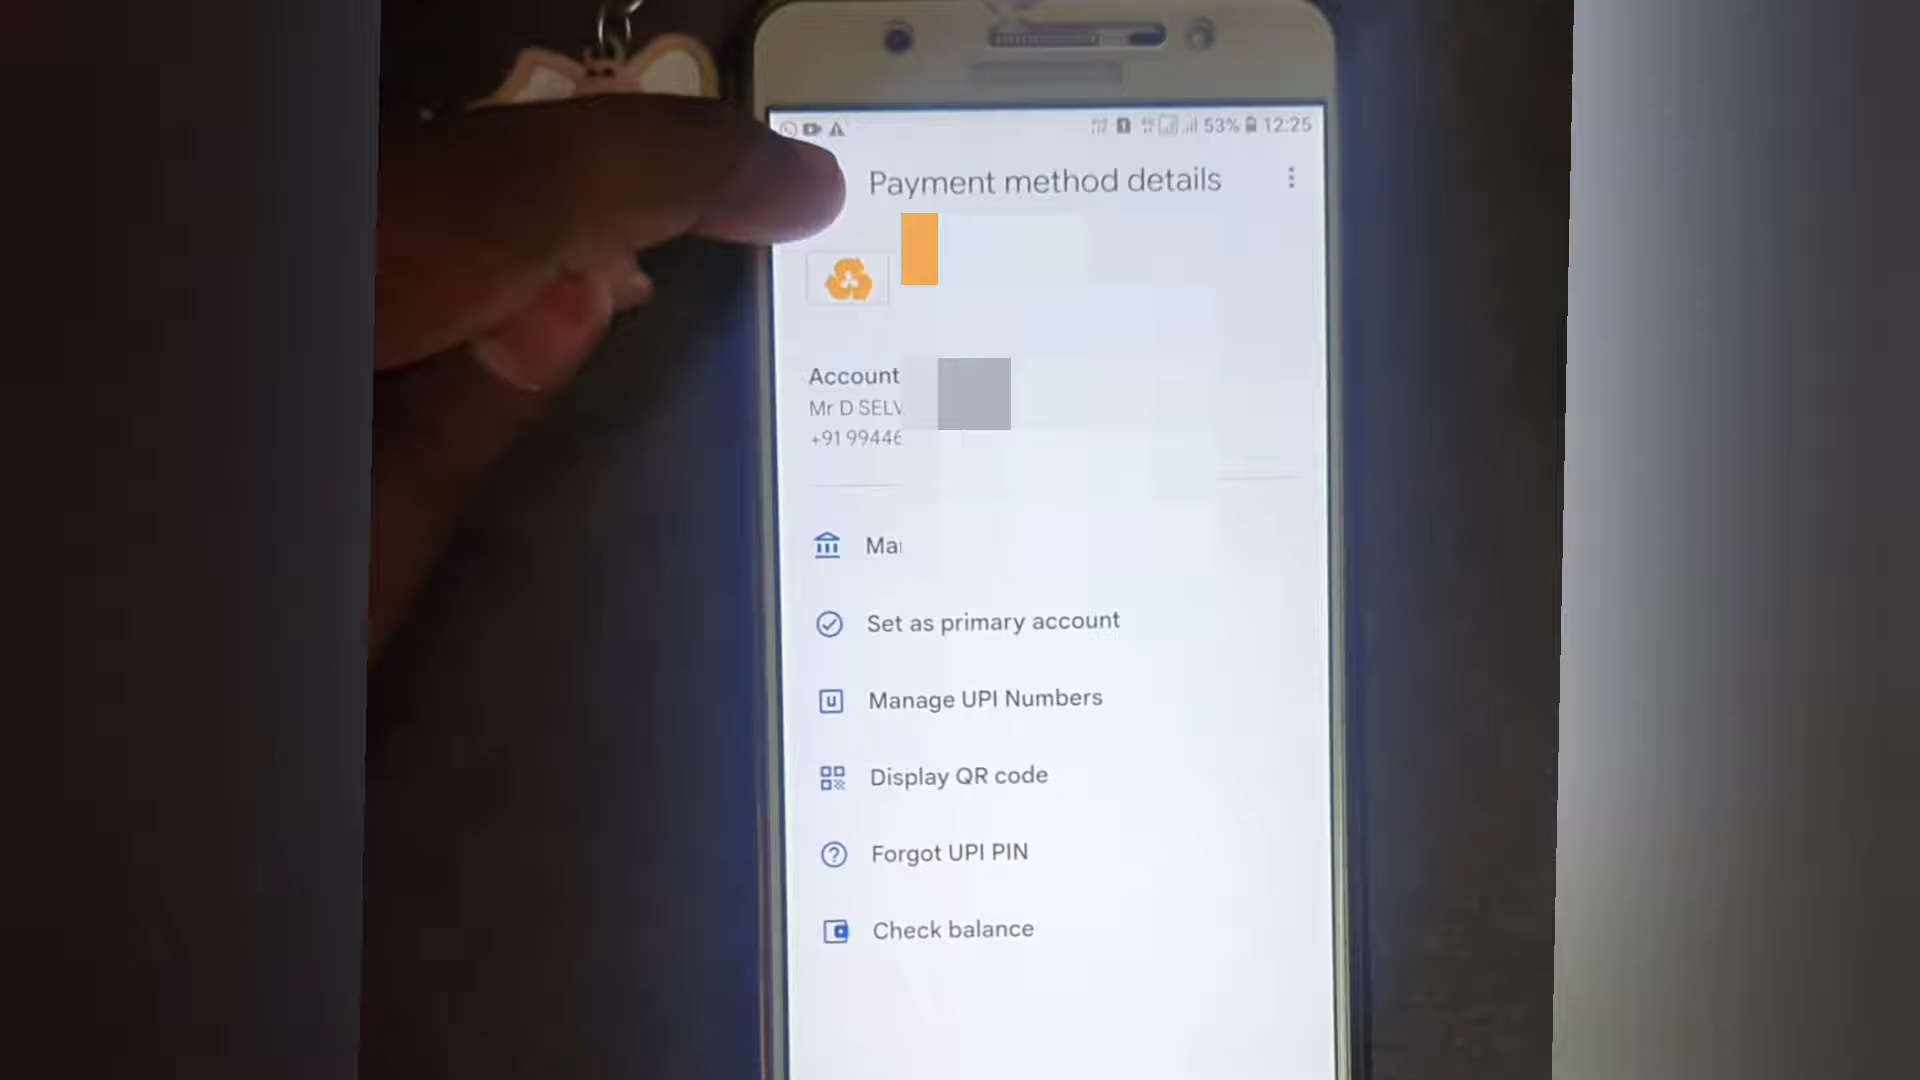 53% 12:25
Payment method details
Account
Mr D SELV
+91 99446
Set as primary account
Manage UPI Numbers
Display QR code
Forgot UPI PIN
Check balance